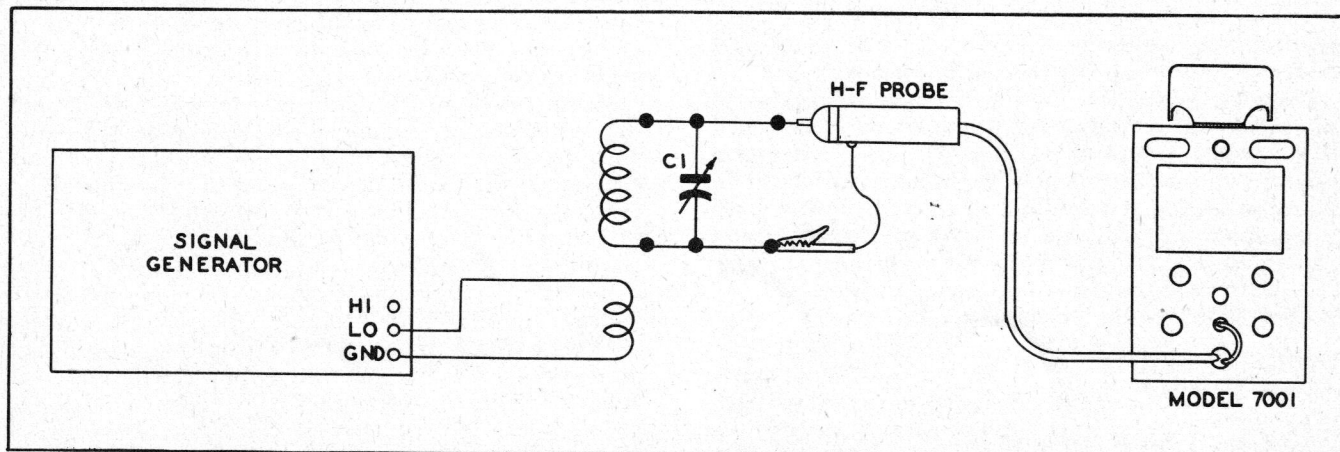 H-F PROBE
C1
SIGNAL
GENERATOR
HI
LO
GND
MODEL 7001